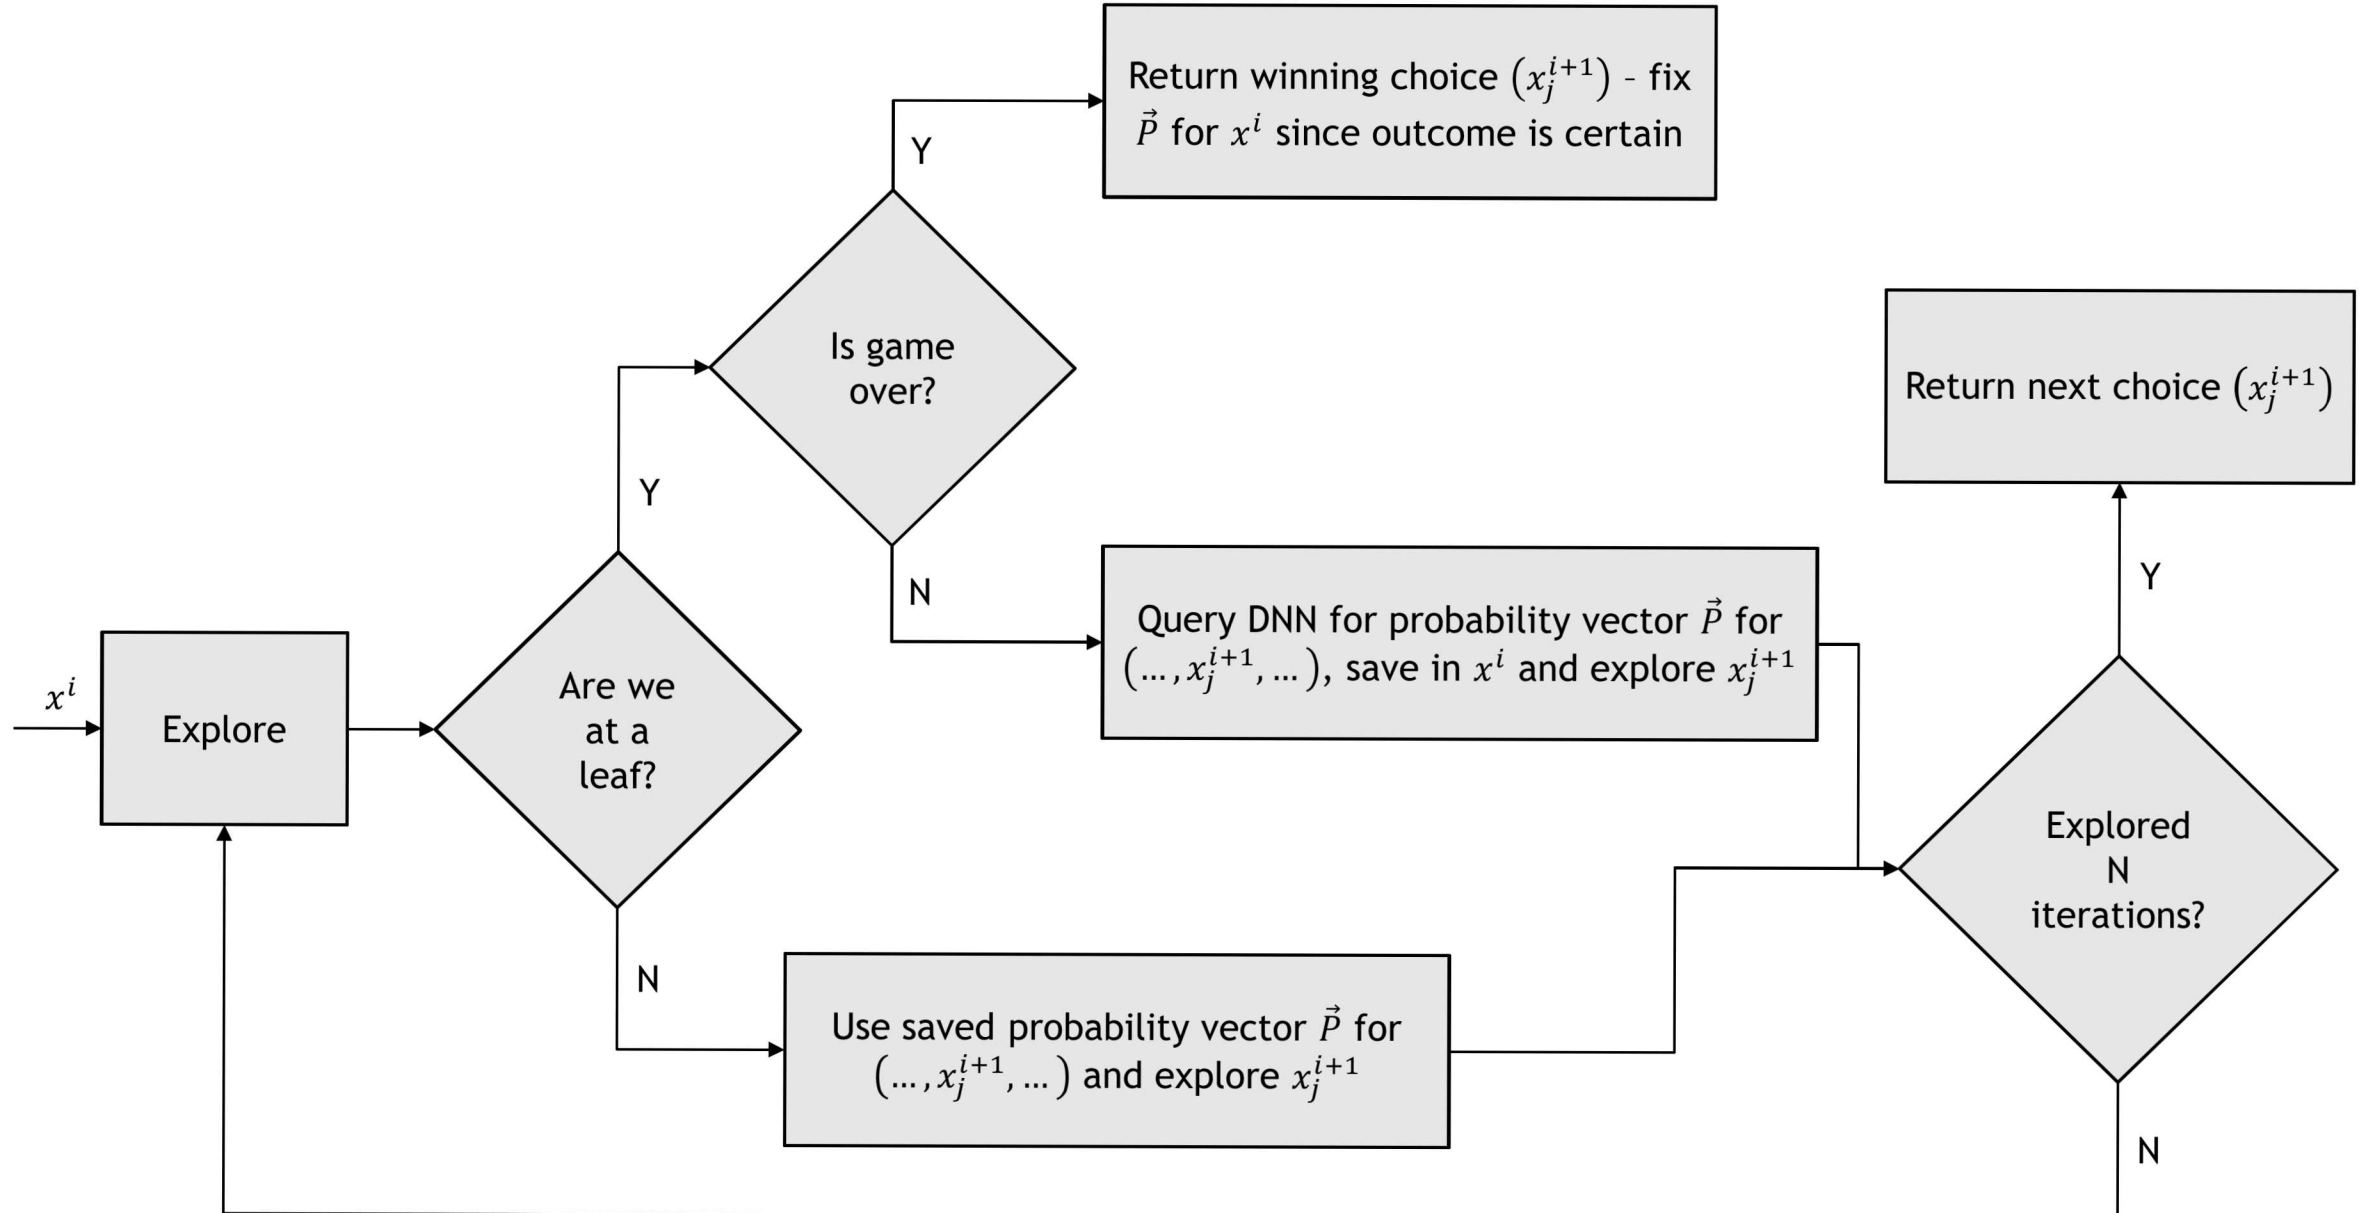 Return winning choice (x_j^{i+1}) - fix
P⃗ for x^i since outcome is certain
Y
Is game
over?
Return next choice (x_j^{i+1})
Y
N
Y
Query DNN for probability vector P⃗ for
(…, x_j^{i+1}, …), save in x^i and explore x_j^{i+1}
x^i
Explore
Are we
at a
leaf?
Explored
N
iterations?
N
Use saved probability vector P⃗ for
(…, x_j^{i+1}, …) and explore x_j^{i+1}
N